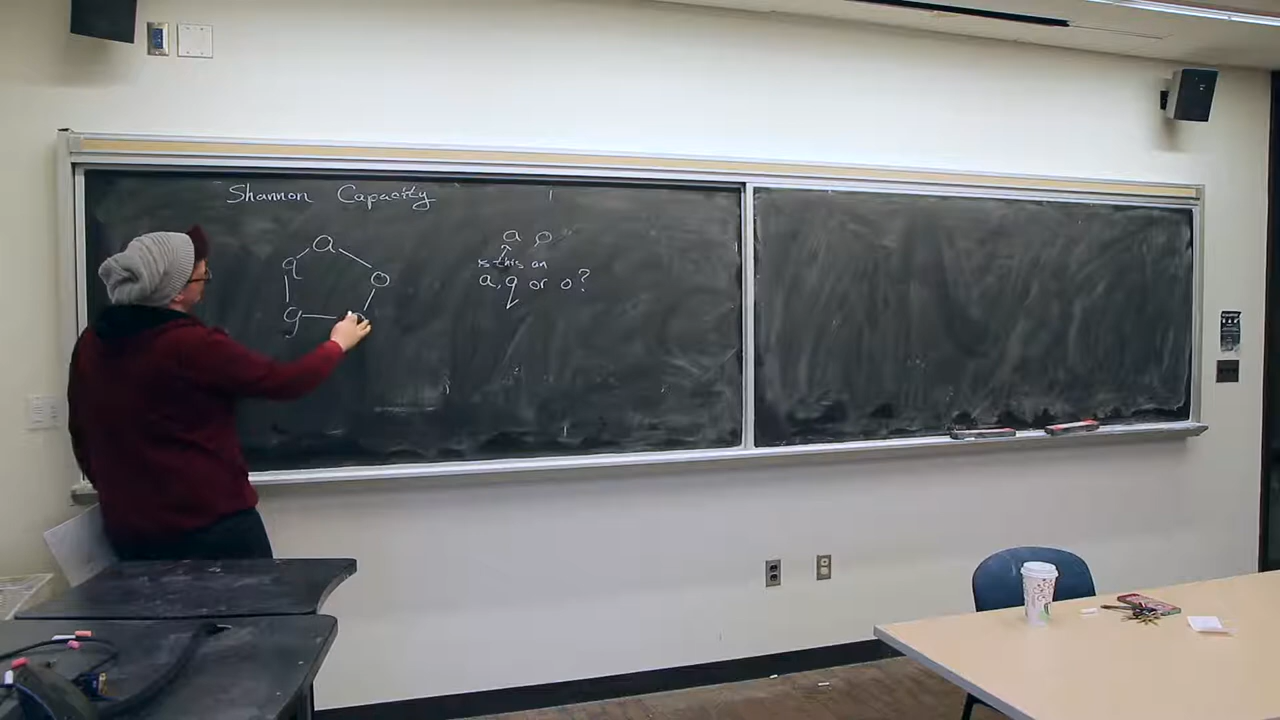 Shannon Capacity
a
q
o
g
a o
is this an
a, q or o?